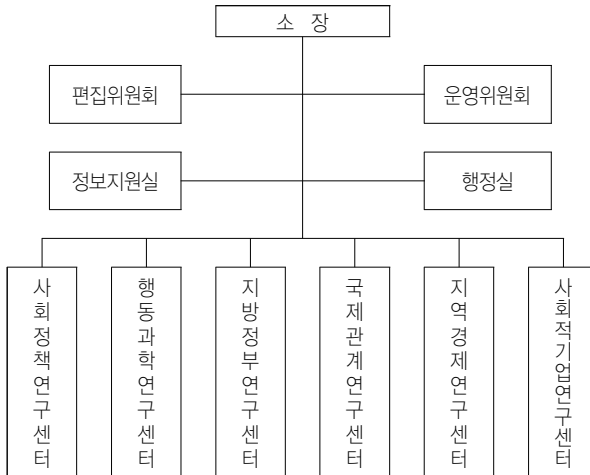 소 장
편집위원회
운영위원회
정보지원실
행정실
사회정책연구센터
행동과학연구센터
지방정부연구센터
국제관계연구센터
지역경제연구센터
사회적기업연구센터